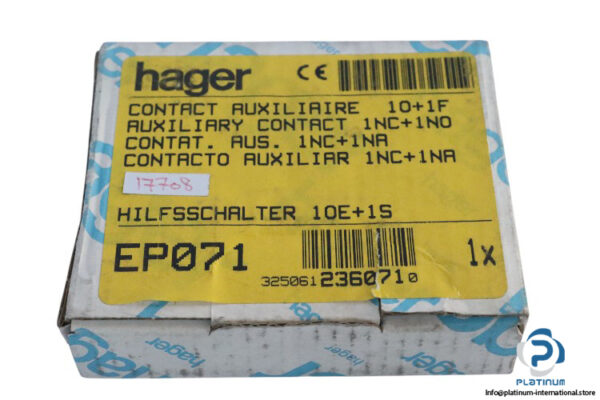 hager CE
CONTACT AUXILIAIRE 1O+1F
AUXILIARY CONTACT 1NC+1NO
CONTAT. AUS. 1NC+1NA
CONTACTO AUXILIAR 1NC+1NA
17708
HILFSSCHALTER 1OE+1S
EP071
1x
3250612360710
hager
PLATINUM
Info@platinum-international.store